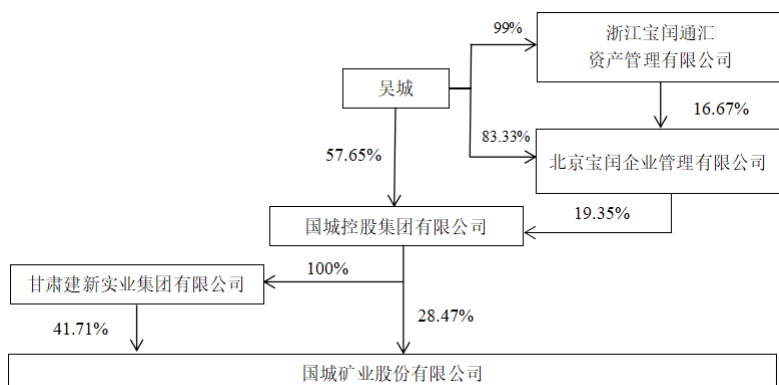 99%
浙江宝闰通汇
资产管理有限公司
吴城
16.67%
83.33%
57.65%
北京宝闰企业管理有限公司
19.35%
国城控股集团有限公司
100%
甘肃建新实业集团有限公司
41.71%
28.47%
国城矿业股份有限公司